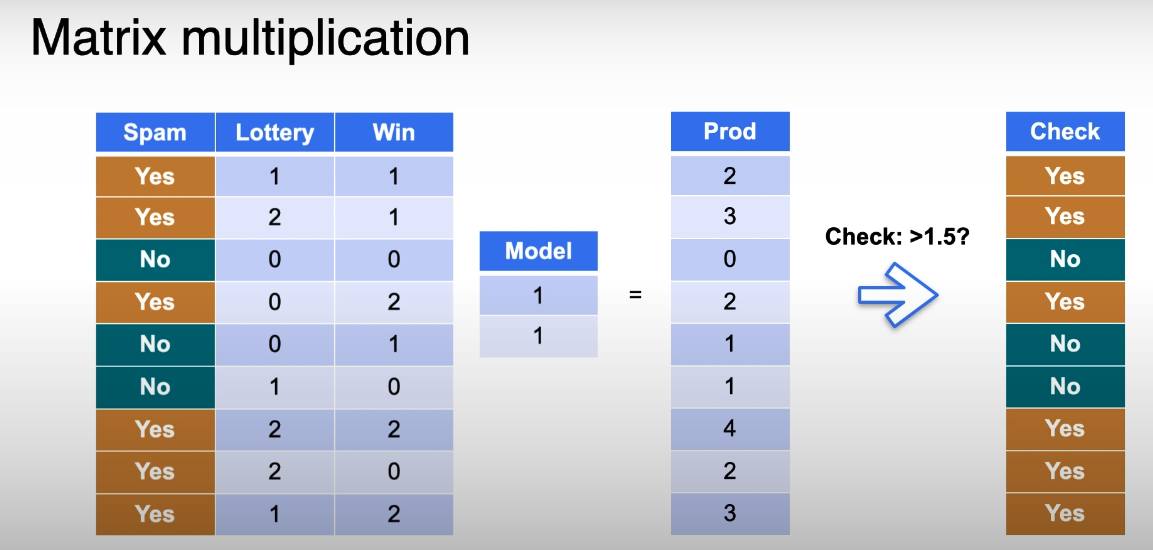 Matrix multiplication
Spam Lottery Win Prod Check
Yes 1 1 2 Yes
Yes 2 1 3 Yes
Check: >1.5?
Model
No 0 0 0 No
1 =
Yes 0 2 2 Yes
1
No 0 1 1 No
No 1 0 1 No
Yes 2 2 4 Yes
Yes 2 0 2 Yes
Yes 1 2 3 Yes